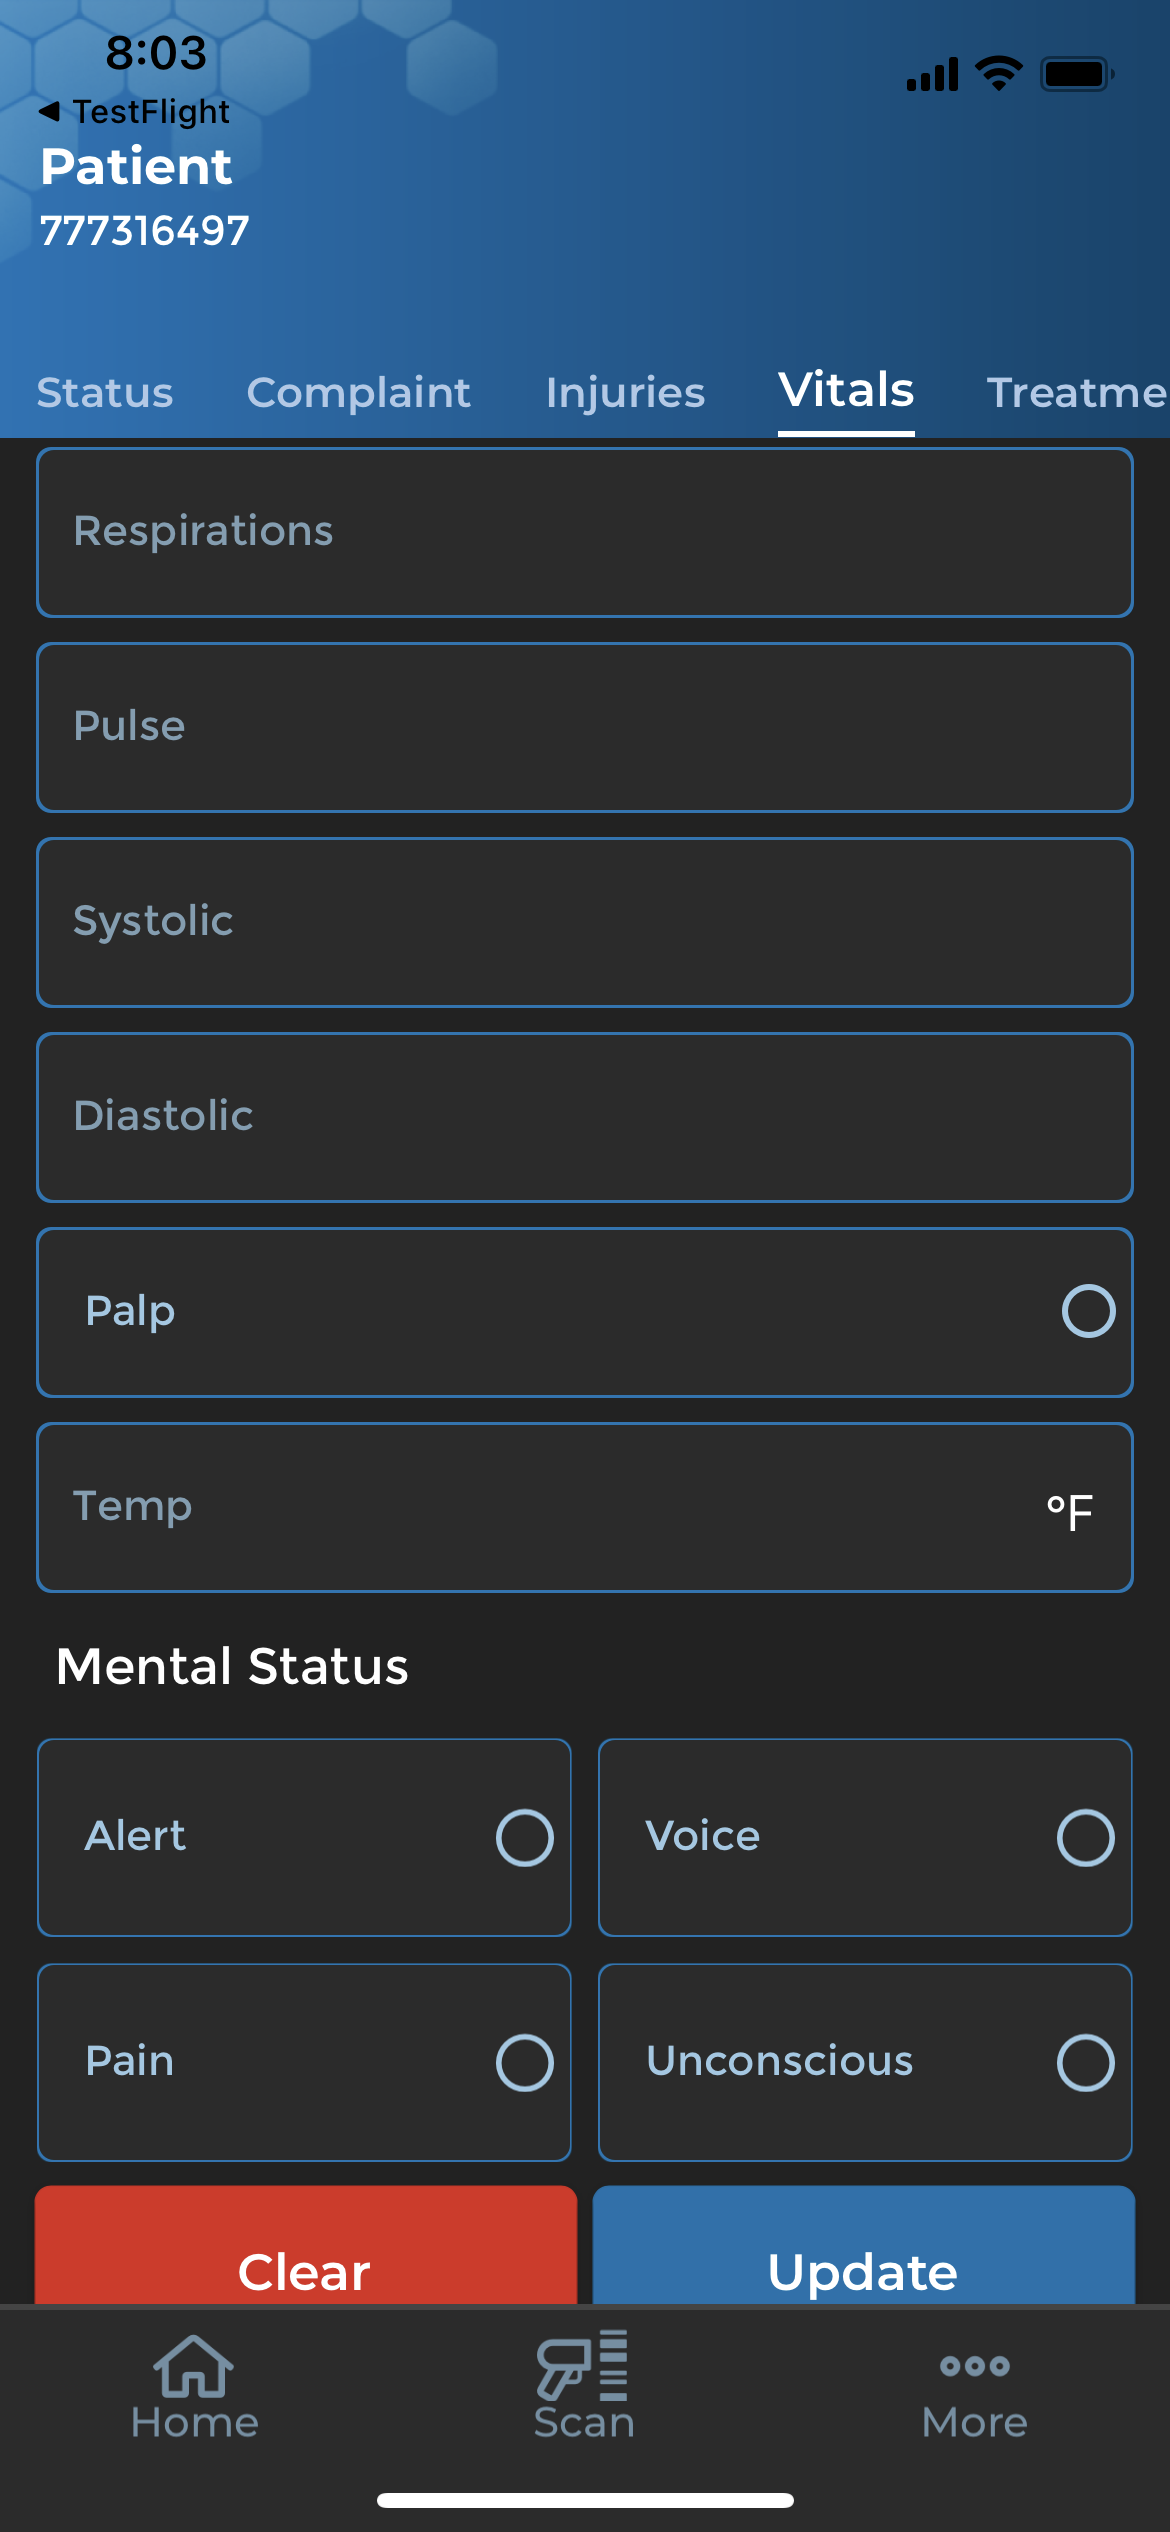 8:03
◀ TestFlight
Patient
777316497
Status Complaint Injuries Vitals Treatme
Respirations
Pulse
Systolic
Diastolic
Palp
Temp °F
Mental Status
Alert Voice
Pain Unconscious
Clear Update
Home Scan More